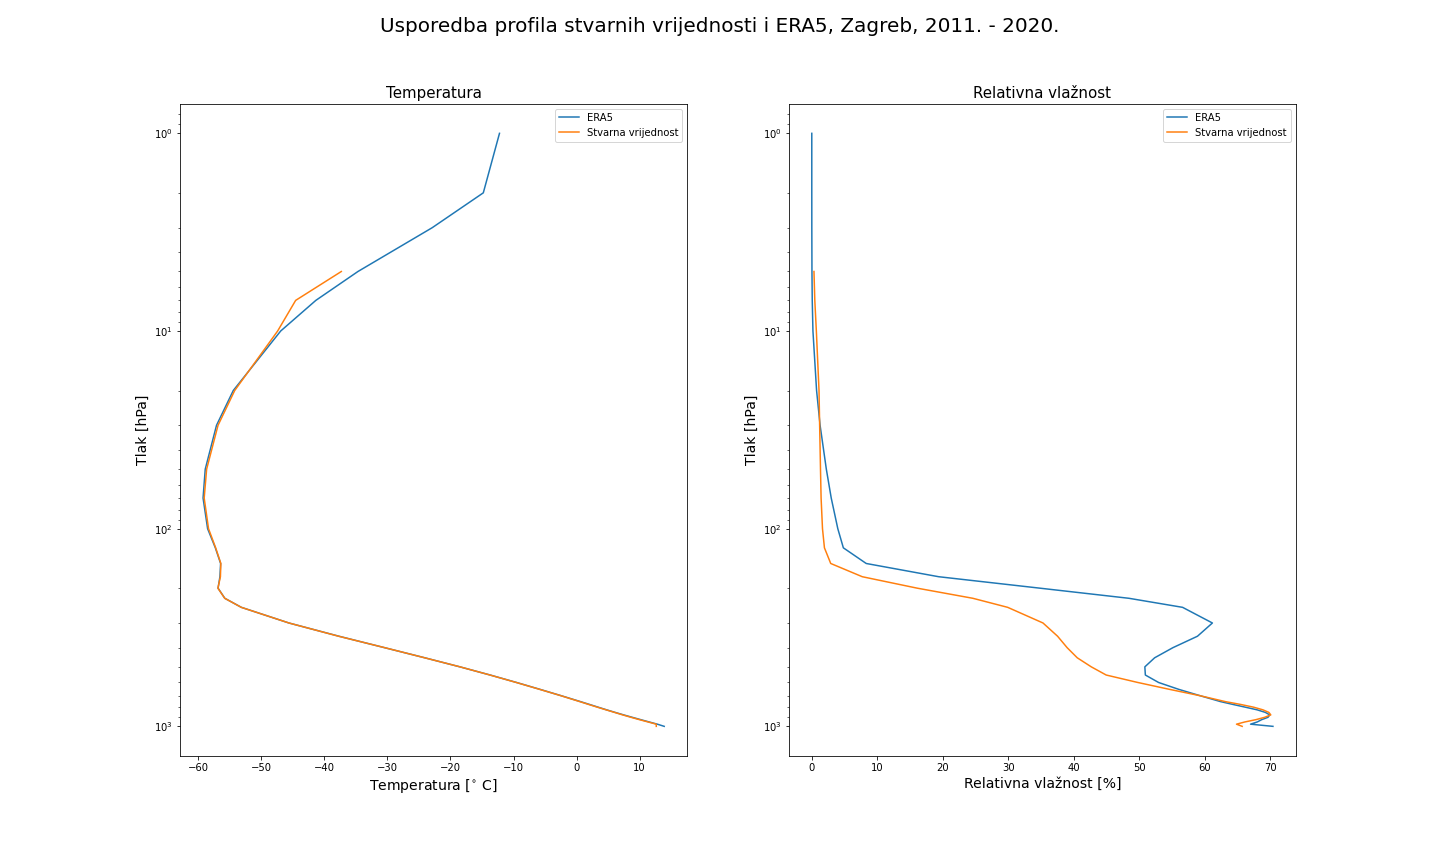 Usporedba profila stvarnih vrijednosti i ERA5, Zagreb, 2011. - 2020.
Temperatura
ERA5
Stvarna vrijednost
10⁰
10¹
10²
10³
Tlak [hPa]
−60 −50 −40 −30 −20 −10 0 10
Temperatura [° C]
Relativna vlažnost
ERA5
Stvarna vrijednost
10⁰
10¹
10²
10³
Tlak [hPa]
0 10 20 30 40 50 60 70
Relativna vlažnost [%]